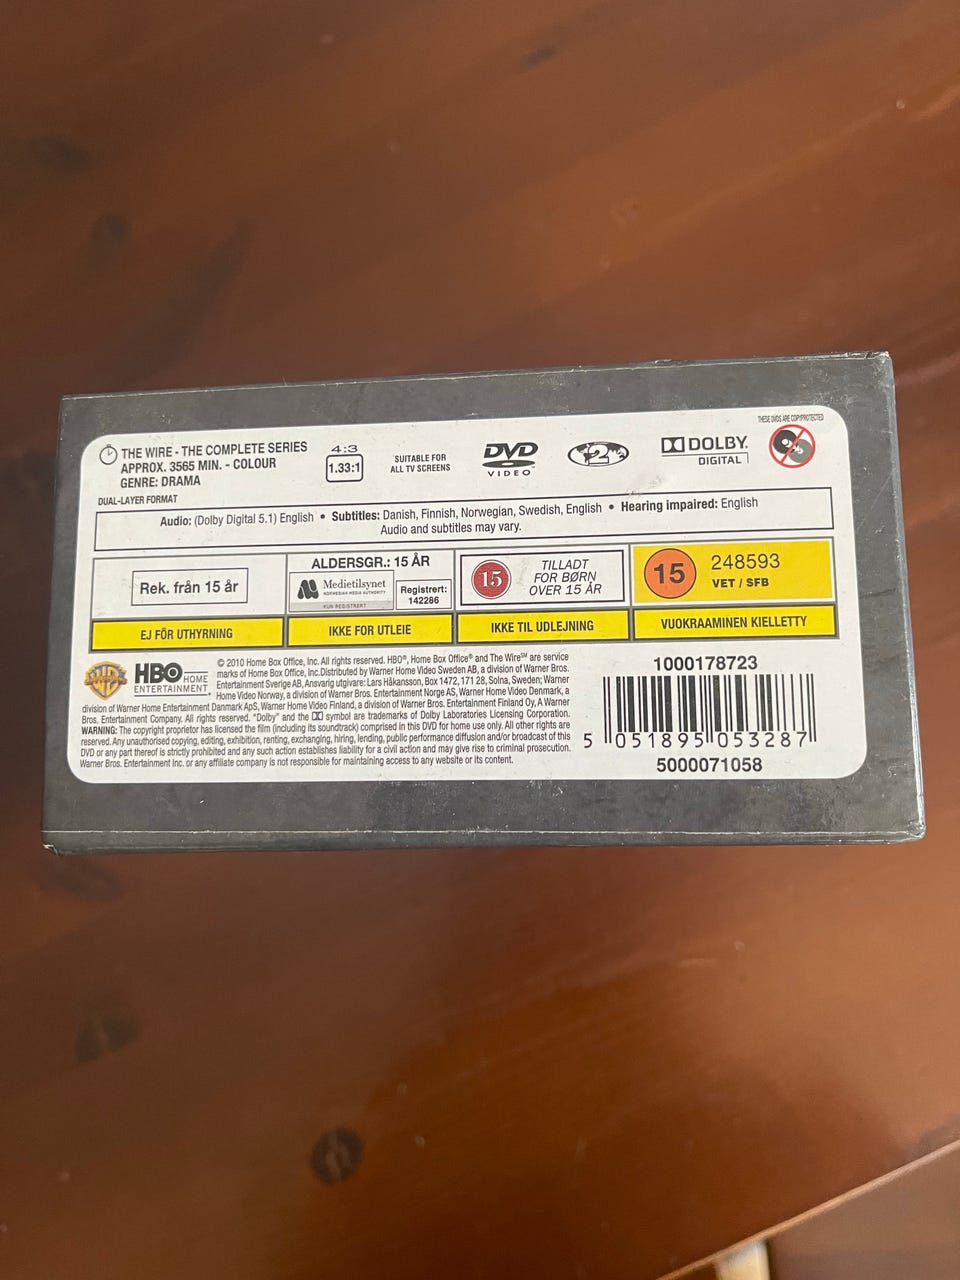 THESE DVDS ARE COPYPROTECTED
THE WIRE - THE COMPLETE SERIES
APPROX. 3565 MIN. - COLOUR
GENRE: DRAMA
4:3
1.33:1
SUITABLE FOR
ALL TV SCREENS
DVD
VIDEO
2
DOLBY
DIGITAL
DUAL-LAYER FORMAT
Audio: (Dolby Digital 5.1) English • Subtitles: Danish, Finnish, Norwegian, Swedish, English • Hearing impaired: English
Audio and subtitles may vary.
Rek. från 15 år
ALDERSGR.: 15 ÅR
Medietilsynet
NORWEGIAN MEDIA AUTHORITY
KUN REGISTRERT
Registrert:
142286
15
TILLADT
FOR BØRN
OVER 15 ÅR
15
248593
VET / SFB
EJ FÖR UTHYRNING
IKKE FOR UTLEIE
IKKE TIL UDLEJNING
VUOKRAAMINEN KIELLETTY
WB
HBO HOME
ENTERTAINMENT
© 2010 Home Box Office, Inc. All rights reserved. HBO®, Home Box Office® and The Wire℠ are service
marks of Home Box Office, Inc.Distributed by Warner Home Video Sweden AB, a division of Warner Bros.
Entertainment Sverige AB, Ansvarig utgivare: Lars Håkansson, Box 1472, 171 28, Solna, Sweden; Warner
Home Video Norway, a division of Warner Bros. Entertainment Norge AS, Warner Home Video Denmark, a
division of Warner Home Entertainment Danmark ApS, Warner Home Video Finland, a division of Warner Bros. Entertainment Finland Oy, A Warner
Bros. Entertainment Company. All rights reserved. "Dolby" and the symbol are trademarks of Dolby Laboratories Licensing Corporation.
WARNING: The copyright proprietor has licensed the film (including its soundtrack) comprised in this DVD for home use only. All other rights are
reserved. Any unauthorised copying, editing, exhibition, renting, exchanging, hiring, lending, public performance diffusion and/or broadcast of this
DVD or any part thereof is strictly prohibited and any such action establishes liability for a civil action and may give rise to criminal prosecution.
Warner Bros. Entertainment Inc. or any affiliate company is not responsible for maintaining access to any website or its content.
1000178723
5 051895 053287
5000071058